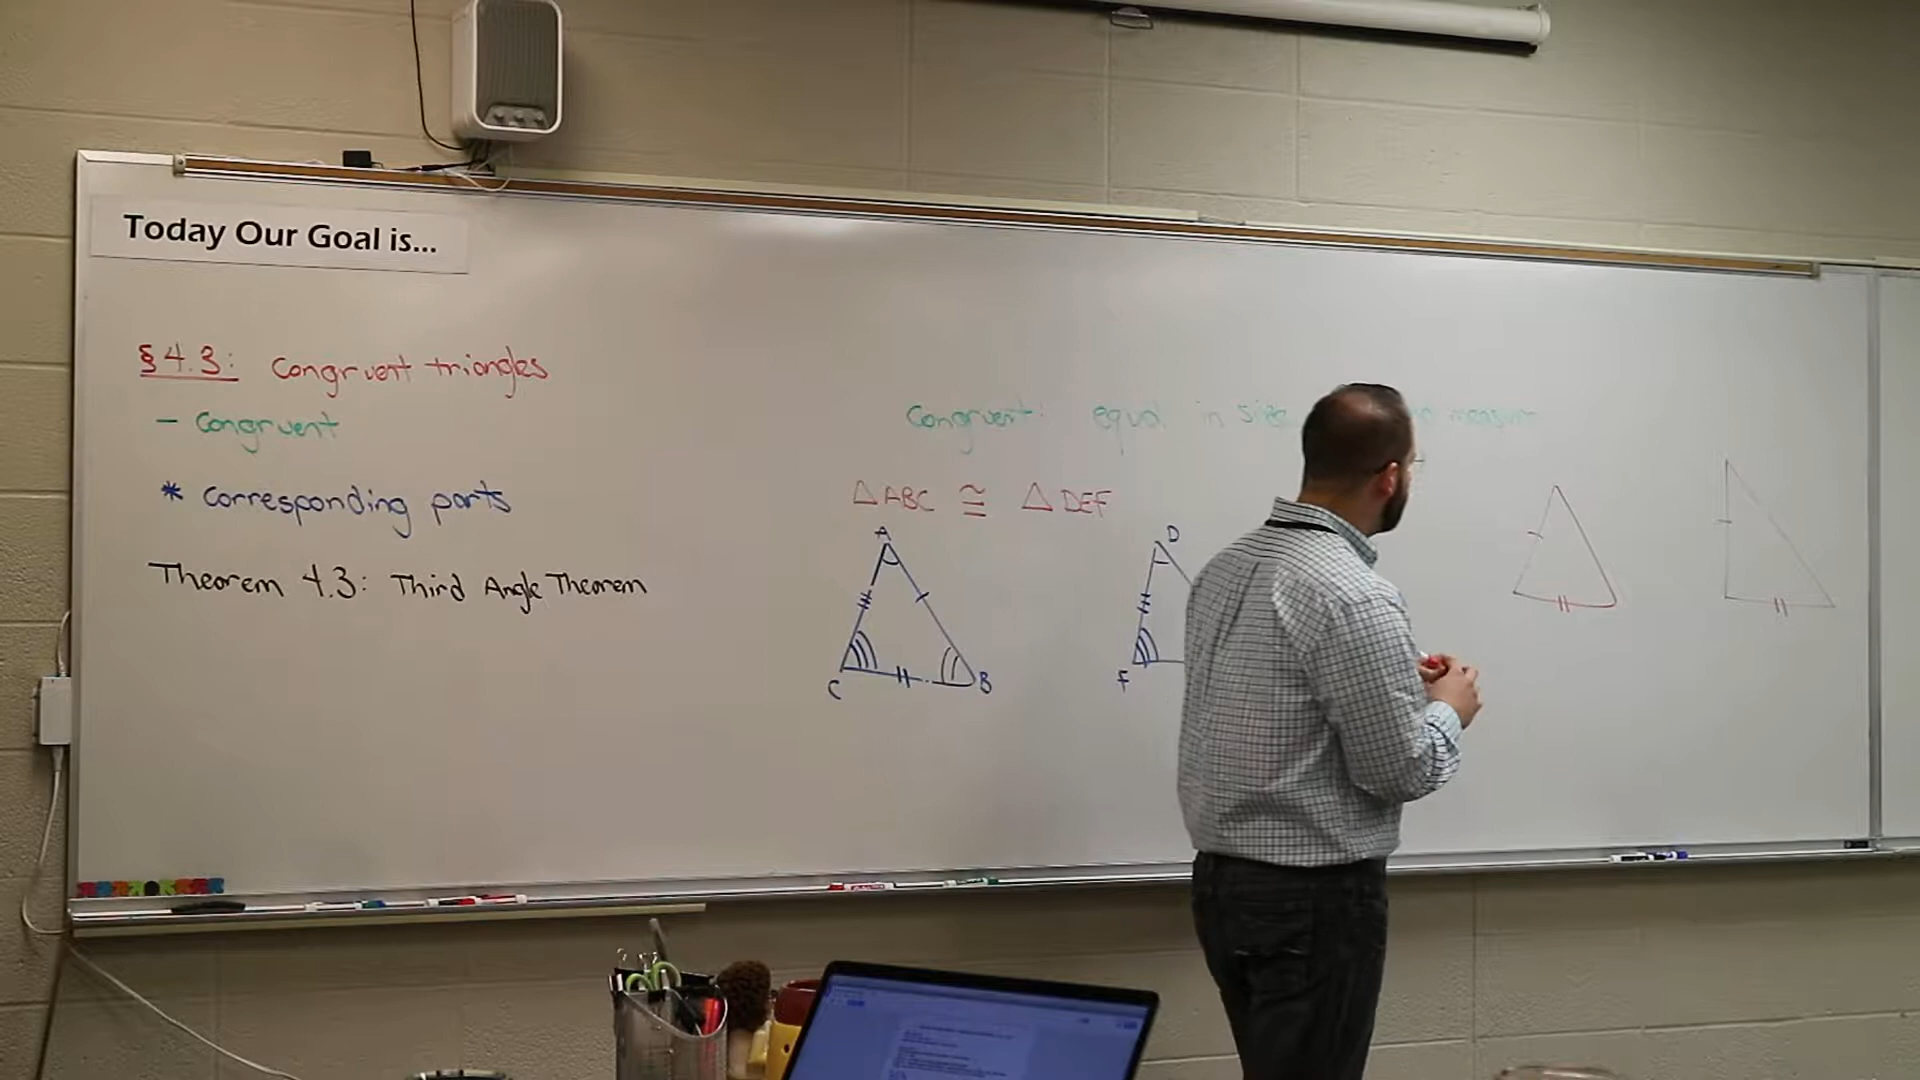 Today Our Goal is...
§4.3: Congruent triangles
- Congruent
* Corresponding parts
Theorem 4.3: Third Angle Theorem
Congruent: equal in size measure
△ABC ≅ △DEF
A
C
B
D
F